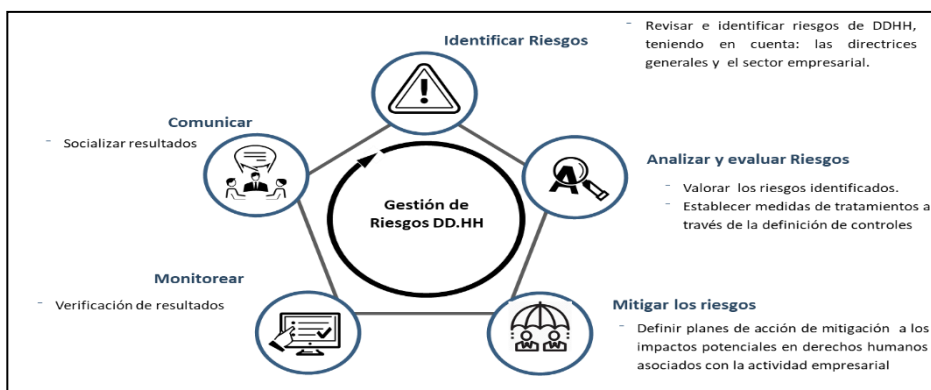 Identificar Riesgos
- Revisar e identificar riesgos de DDHH,
teniendo en cuenta: las directrices
generales y el sector empresarial.
Analizar y evaluar Riesgos
- Valorar los riesgos identificados.
- Establecer medidas de tratamientos a
través de la definición de controles
Mitigar los riesgos
- Definir planes de acción de mitigación a los
impactos potenciales en derechos humanos
asociados con la actividad empresarial
Monitorear
- Verificación de resultados
Comunicar
- Socializar resultados
Gestión de
Riesgos DD.HH